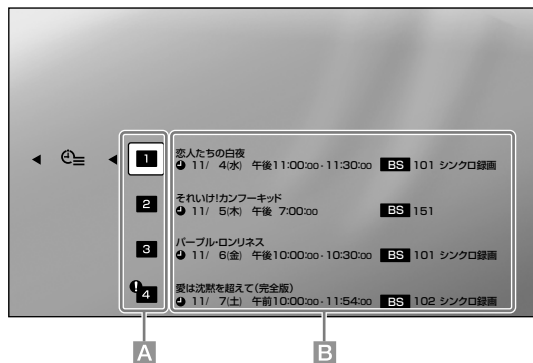 1 恋人たちの白夜
11/ 4(水) 午後11:00:00-11:30:00 BS 101 シンクロ録画
2 それいけ!カンフーキッド
11/ 5(木) 午後 7:00:00 BS 151
3 パープル・ロンリネス
11/ 6(金) 午後10:00:00-10:30:00 BS 101 シンクロ録画
4 愛は沈黙を超えて(完全版)
11/ 7(土) 午前10:00:00-11:54:00 BS 102 シンクロ録画
A B